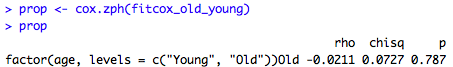 > prop <- cox.zph(fitcox_old_young)
> prop
rho chisq p
factor(age, levels = c("Young", "Old"))Old -0.0211 0.0727 0.787